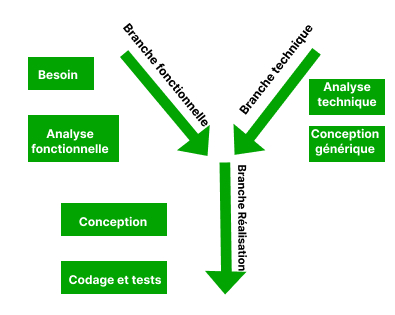 Branche fonctionnelle
Branche technique
Besoin
Analyse
fonctionnelle
Analyse
technique
Conception
générique
Branche Réalisation
Conception
Codage et tests